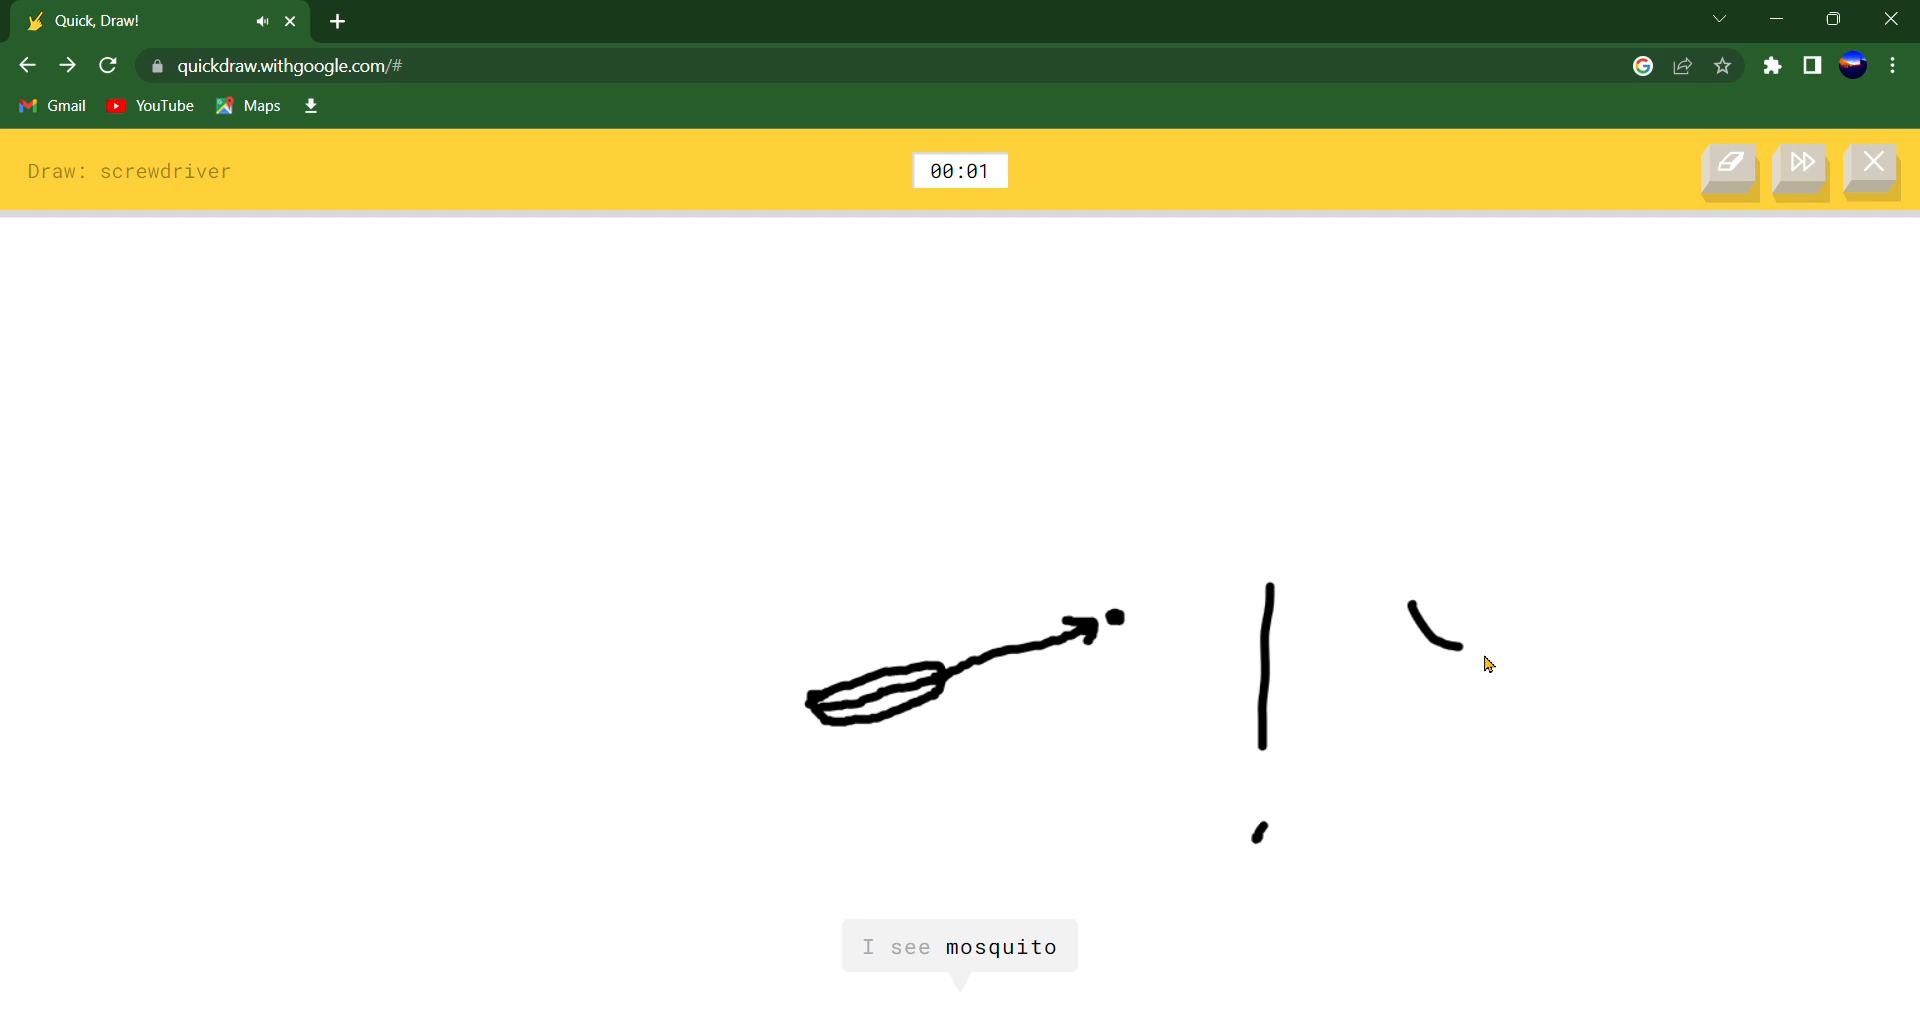 Quick, Draw!
quickdraw.withgoogle.com/#
Gmail YouTube Maps
Draw: screwdriver 00:01
I see mosquito